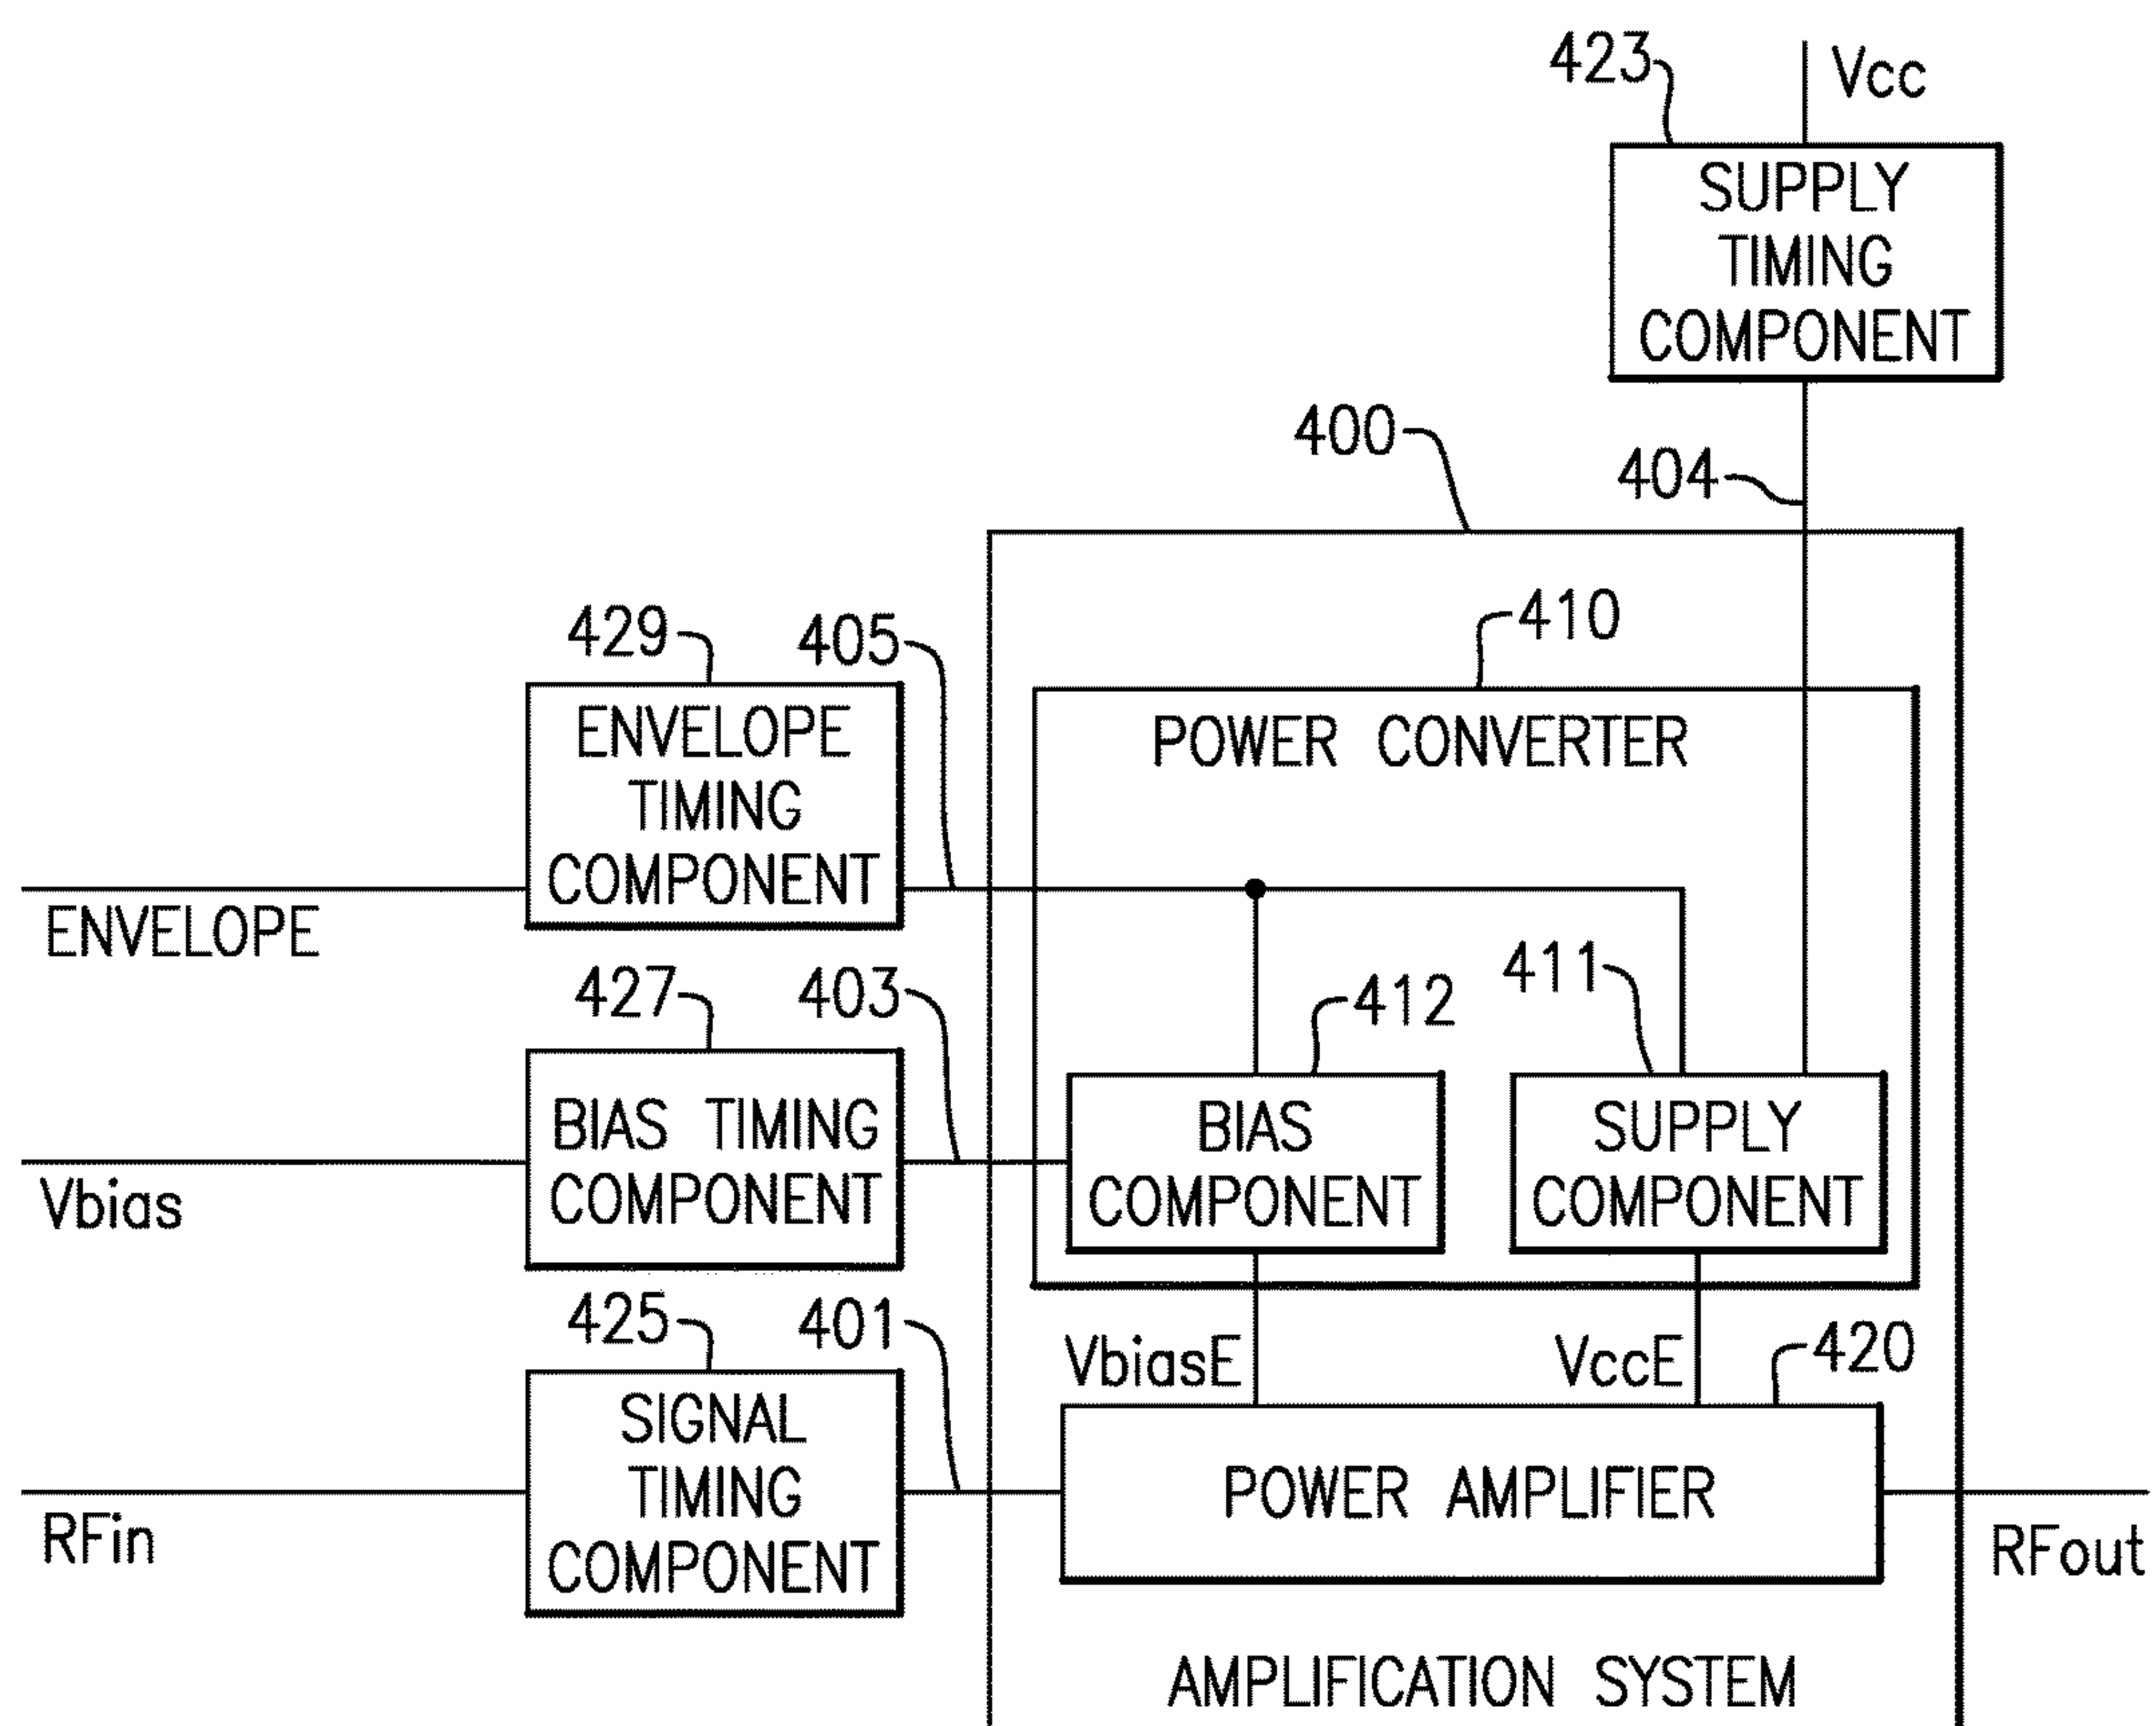 423
Vcc
SUPPLY
TIMING
COMPONENT
400
404
410
429
405
ENVELOPE
TIMING
COMPONENT
POWER CONVERTER
ENVELOPE
427
403
412
411
BIAS TIMING
COMPONENT
BIAS
COMPONENT
SUPPLY
COMPONENT
Vbias
425
401
VbiasE
VccE
420
SIGNAL
TIMING
COMPONENT
POWER AMPLIFIER
RFin
RFout
AMPLIFICATION SYSTEM